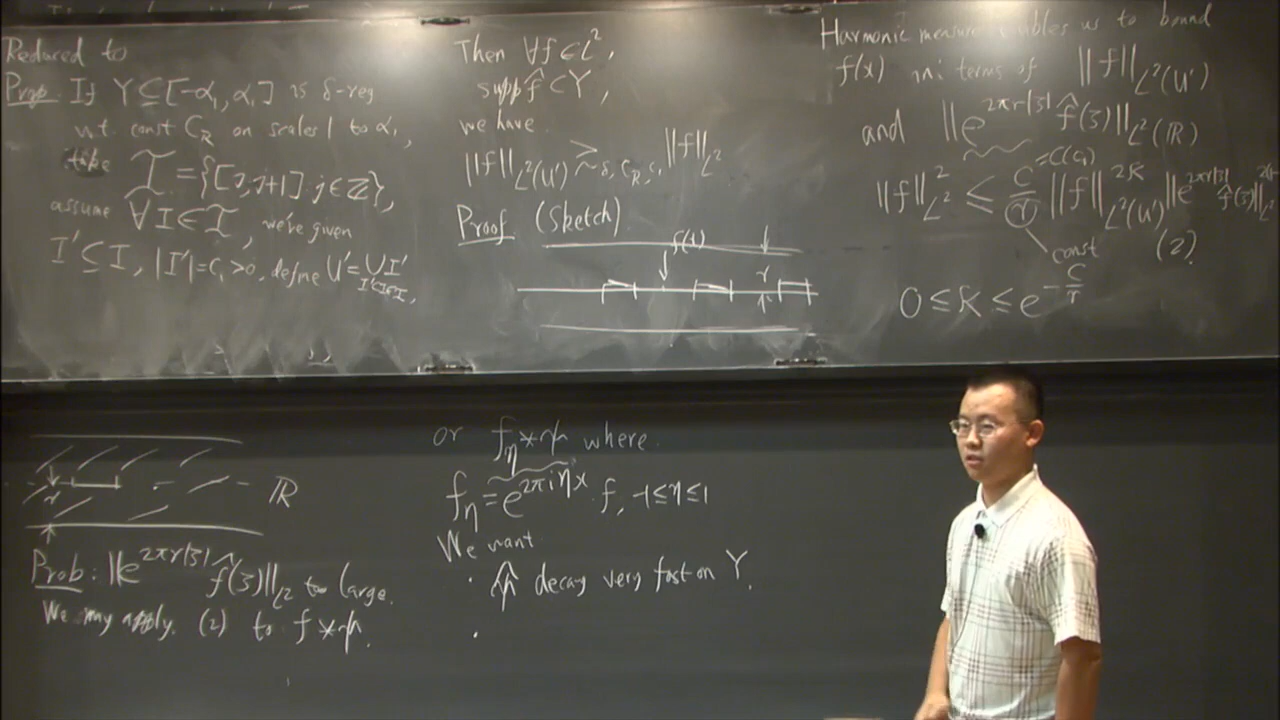 Reduced to
Prop. If Y ⊆ [-α₁, α₁] is δ-reg
w.t. const C_R on scales 1 to α₁,
take 𝓘 = {[j, j+1] : j ∈ ℤ},
assume ∀ I ∈ 𝓘, we're given
I' ⊆ I, |I'| = c₁ > 0, define U' = ∪ I'
I' ⊆ I ∈ 𝓘,
Then ∀ f ∈ L²,
supp f̂ ⊂ Y,
we have
‖f‖_{L²(U')} ≳_{δ, C_R, c₁} ‖f‖_{L²}
Proof (Sketch)
f(x)
r
Harmonic measure enables us to bound
f(x) in terms of ‖f‖_{L²(U')}
and ‖e^{2πr|ξ|} f̂(ξ)‖_{L²(ℝ)}
= C(c₁)
‖f‖²_{L²} ≤ C/r ‖f‖^{2κ}_{L²(U')} ‖e^{2πr|ξ|} f̂(ξ)‖_{L²}
const
(2)
0 ≤ κ ≤ e^{-C/r}
r
ℝ
Prob: ‖e^{2πr|ξ|} f̂(ξ)‖_{L²} too large.
We may apply (2) to f * ψ.
or f_η * ψ where
f_η = e^{2πiηx} · f, -1 ≤ η ≤ 1
We want
· ψ̂ decay very fast on Y.
·